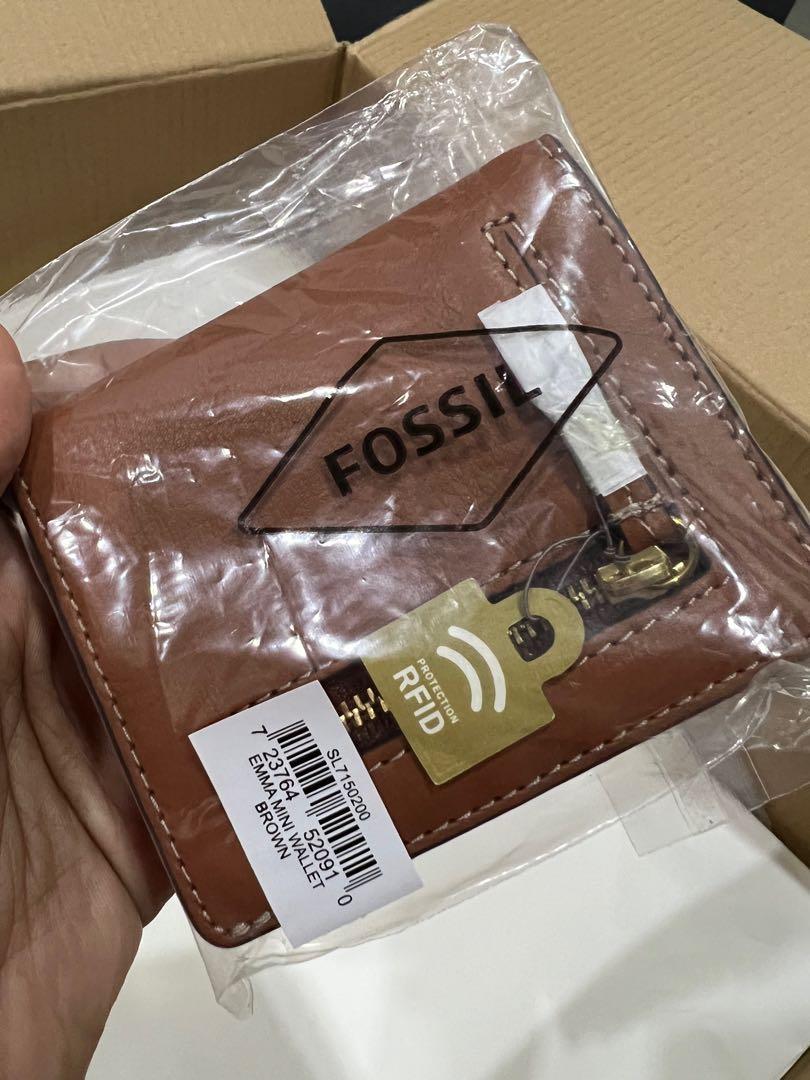 FOSSIL
PROTECTION
RFID
SL7150200
7 23764 52091 0
EMMA MINI WALLET
BROWN